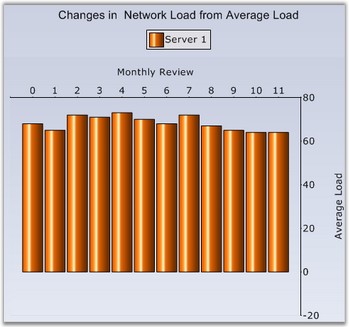 Changes in  Network Load from Average Load
Server 1
Monthly Review
0 1 2 3 4 5 6 7 8 9 10 11
80
60
40
20
0
-20
Average Load